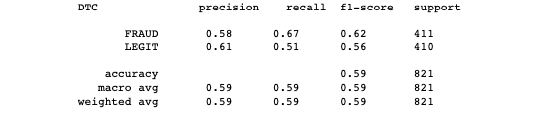 DTC precision recall f1-score support
FRAUD 0.58 0.67 0.62 411
LEGIT 0.61 0.51 0.56 410
accuracy 0.59 821
macro avg 0.59 0.59 0.59 821
weighted avg 0.59 0.59 0.59 821